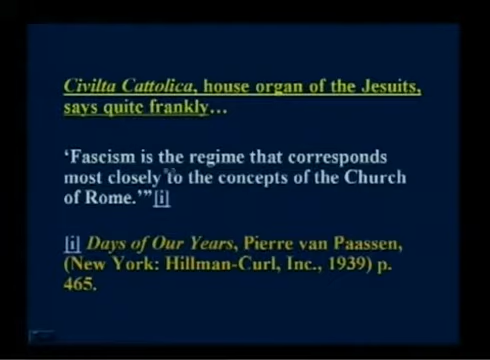 Civilta Cattolica, house organ of the Jesuits,
says quite frankly…
‘Fascism is the regime that corresponds
most closely to the concepts of the Church
of Rome.’”[i]
[i] Days of Our Years, Pierre van Paassen,
(New York: Hillman-Curl, Inc., 1939) p.
465.